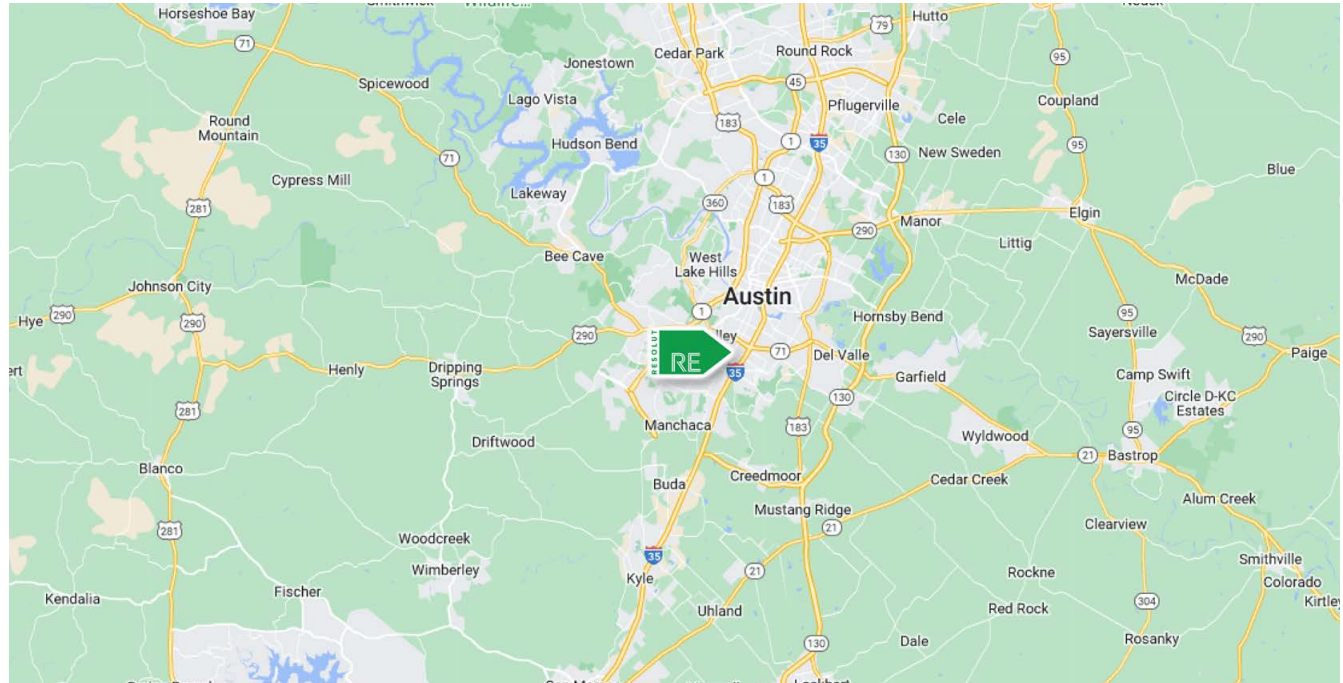 Horseshoe Bay
71
Spicewood
Jonestown
Lago Vista
Hudson Bend
Lakeway
Cedar Park
Round Rock
Hutto
79
45
Pflugerville
183
1
35
Cele
Coupland
95
Round
Mountain
Cypress Mill
71
281
1
360
183
130
New Sweden
95
Blue
290
Manor
Elgin
Littig
Bee Cave
West
Lake Hills
Austin
Johnson City
Hye
290
290
290
1
Hornsby Bend
McDade
95
Sayersville
290
Paige
Henly
Dripping
Springs
RESOLUT
RE
lley
71
35
Del Valle
Garfield
130
Camp Swift
Circle D-KC
Estates
281
Driftwood
Manchaca
183
Wyldwood
95
21
Bastrop
Blanco
Buda
Creedmoor
Cedar Creek
Mustang Ridge
21
Alum Creek
Clearview
281
Woodcreek
Wimberley
35
Kyle
21
Smithville
Colorado
Kirtley
Rockne
Kendalia
Fischer
Uhland
Red Rock
304
Dale
Rosanky
130